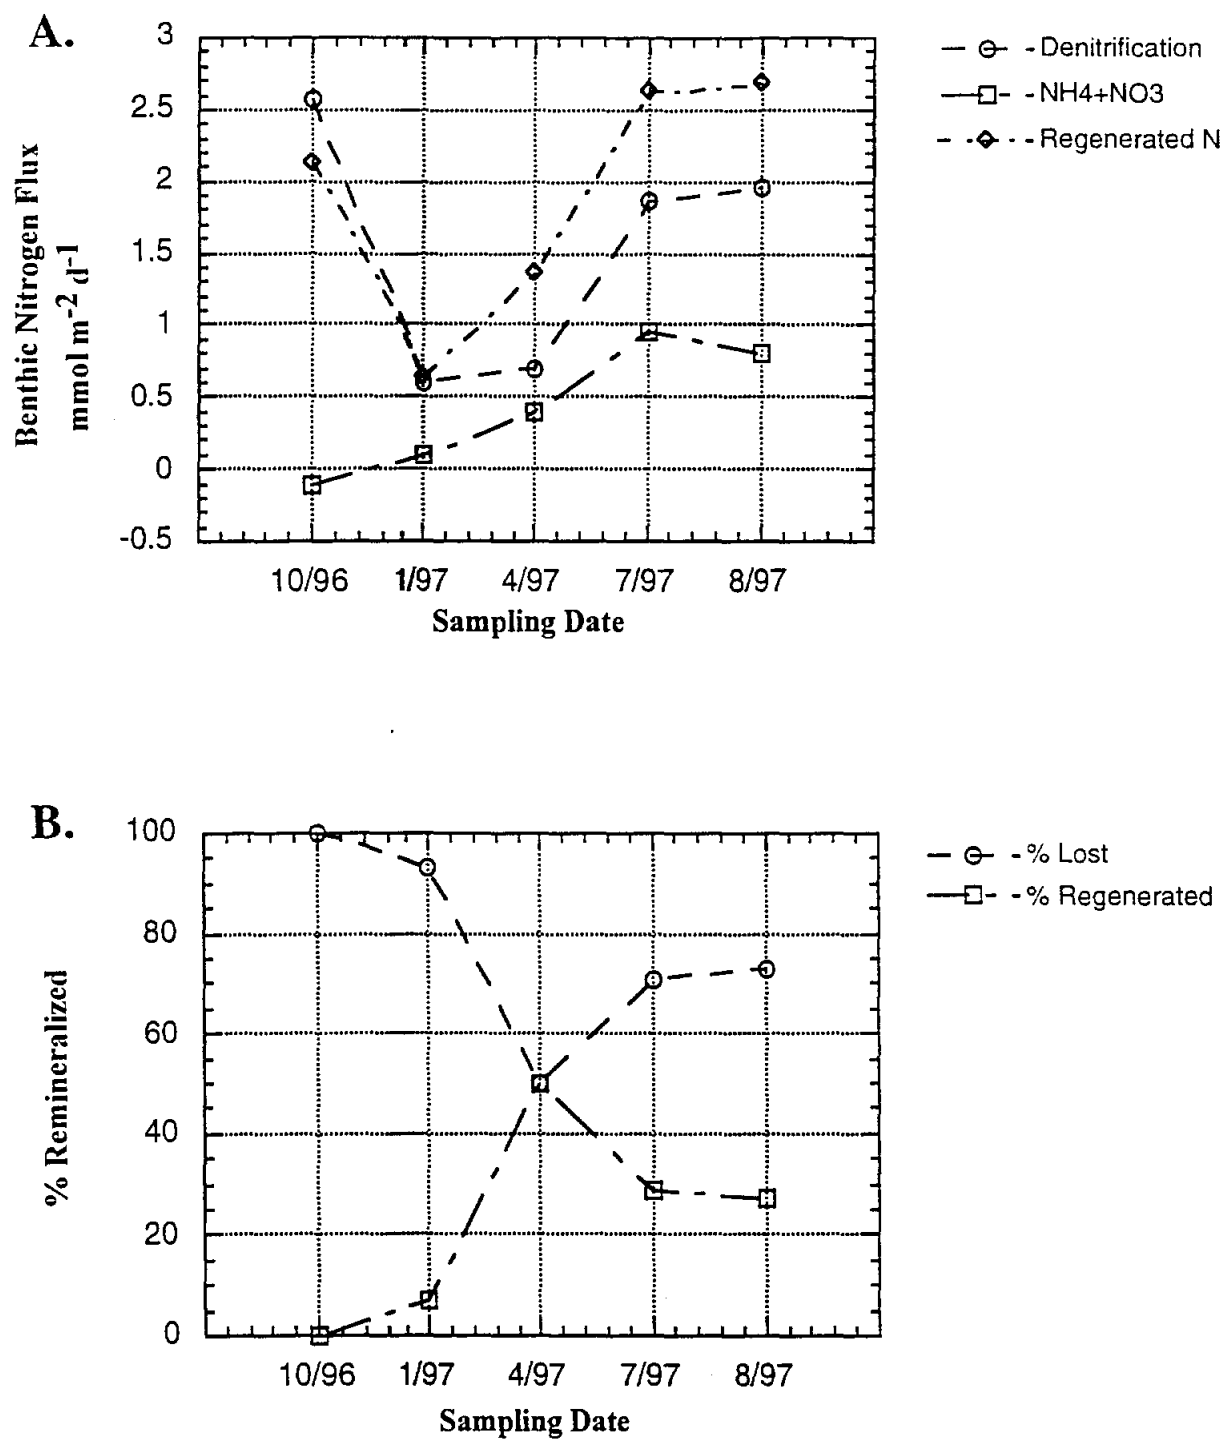 A.
3
2.5
2
1.5
1
0.5
0
-0.5
Benthic Nitrogen Flux
mmol m-2 d-1
10/96 1/97 4/97 7/97 8/97
Sampling Date
Denitrification
NH4+NO3
Regenerated N
B.
100
80
60
40
20
0
% Remineralized
10/96 1/97 4/97 7/97 8/97
Sampling Date
% Lost
% Regenerated